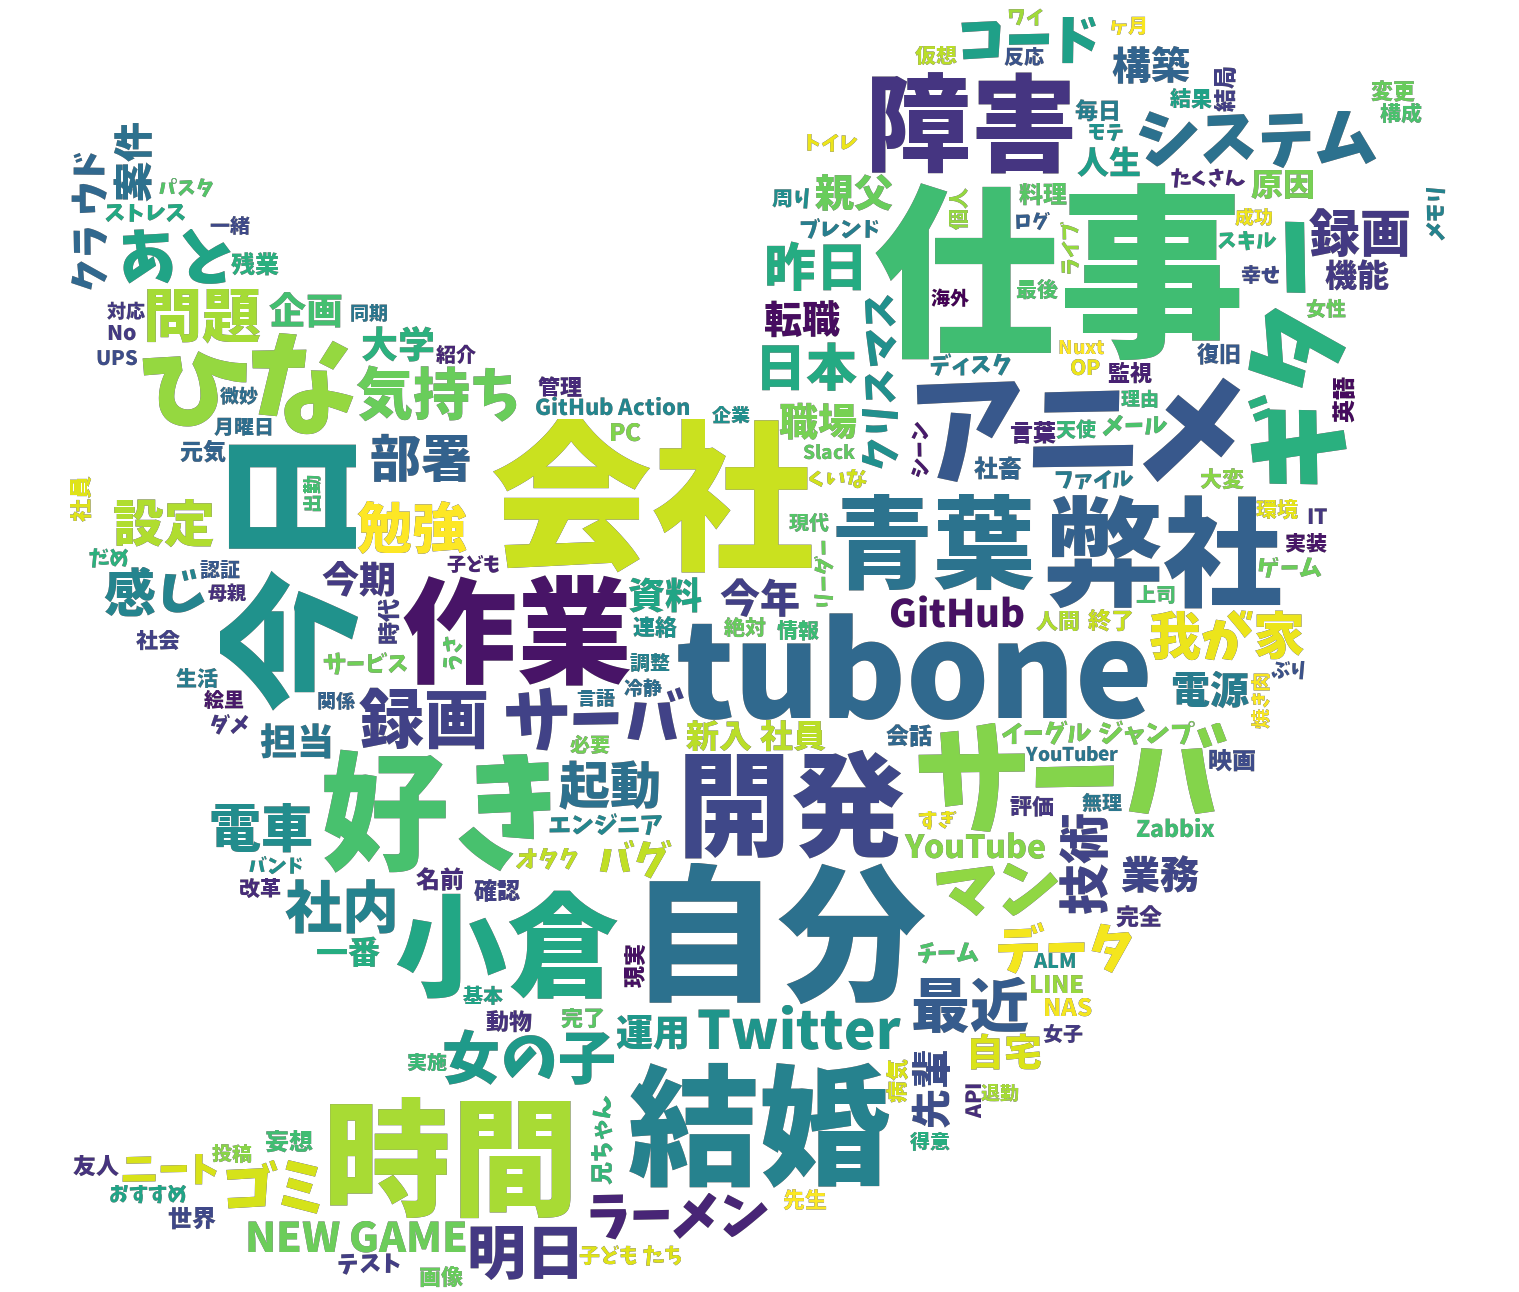 ワイ
コード
ヶ月
仮想
反応
構築
障害
毎日
結果
結局
変更
構成
モテ
システム
トイレ
人生
たくさん
原因
案件
クラウド
パスタ
ストレス
一緒
あと
残業
周り
親父
料理
個人
ログ
仕事
成功
スキル
録画
メモリ
ブレンド
昨日
ライブ
幸せ
機能
海外
最後
転職
女性
ギター
対応
No
UPS
問題
企画
同期
大学
紹介
ひな
気持ち
微妙
月曜日
日本
クリスマス
ディスク
Nuxt
OP
監視
復旧
管理
GitHub Action
企業
PC
職場
Slack
くいな
アニメ
理由
言葉
天使
メール
シーン
社畜
ファイル
大変
英語
元気
部署
会社
社員
設定
今日
出勤
勉強
現代
リーダー
青葉
弊社
環境
IT
実装
ゲーム
だめ
感じ
認証
母親
今期
子ども
作業
資料
今年
GitHub
上司
人間
終了
我が家
社会
時代
うさ
サービス
連絡
絶対
情報
調整
tubone
電源
ぶり
焼き肉
生活
絵里
ダメ
関係
録画
サーバ
言語
冷静
担当
必要
新入 社員
会話
イーグル ジャンプ
YouTuber
映画
サーバー
好き
起動
エンジニア
開発
すぎ
評価
無理
Zabbix
電車
バンド
オタク
バグ
YouTube
技術
業務
改革
名前
確認
マン
完全
社内
一番
小倉
現実
自分
チーム
データ
ALM
LINE
NAS
基本
動物
完了
運用
Twitter
最近
女子
自宅
実施
女の子
病気
先輩
API
退勤
得意
結婚
時間
兄ちゃん
友人
ニート
投稿
妄想
おすすめ
ゴミ
世界
先生
ラーメン
NEW GAME
明日
子ども たち
テスト
画像